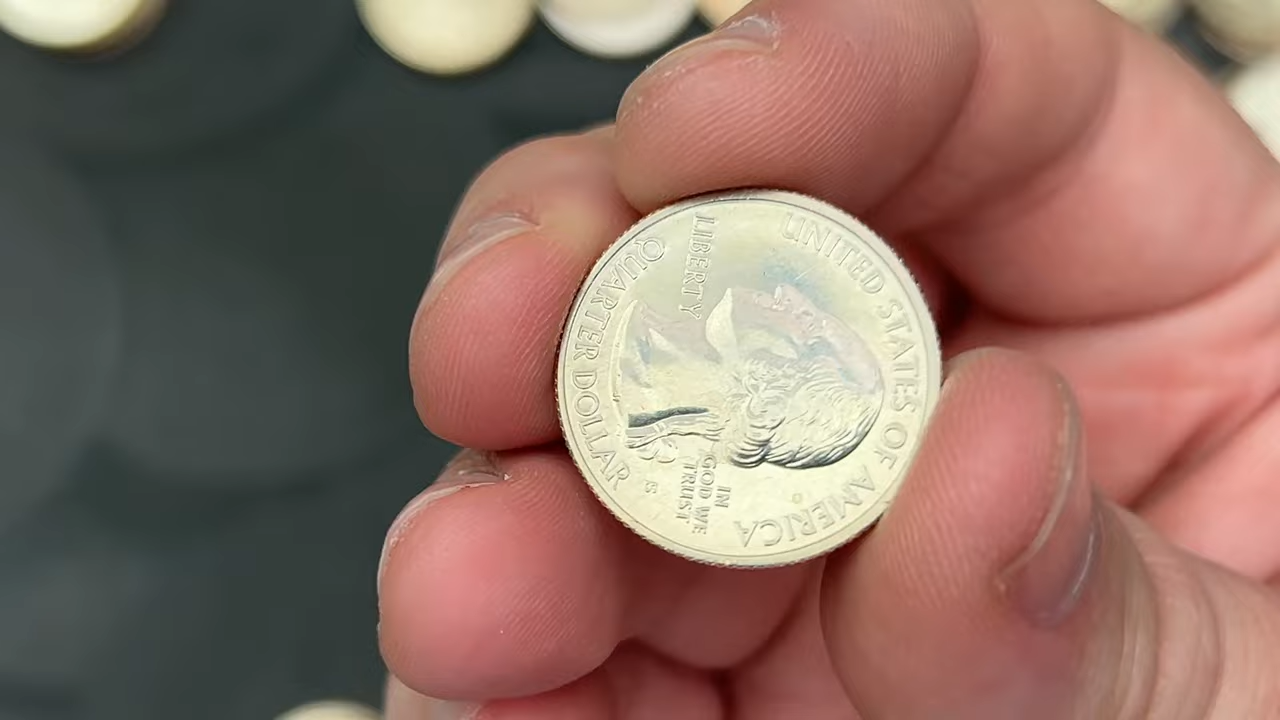 UNITED STATES OF AMERICA
LIBERTY
IN
GOD WE
TRUST
QUARTER DOLLAR